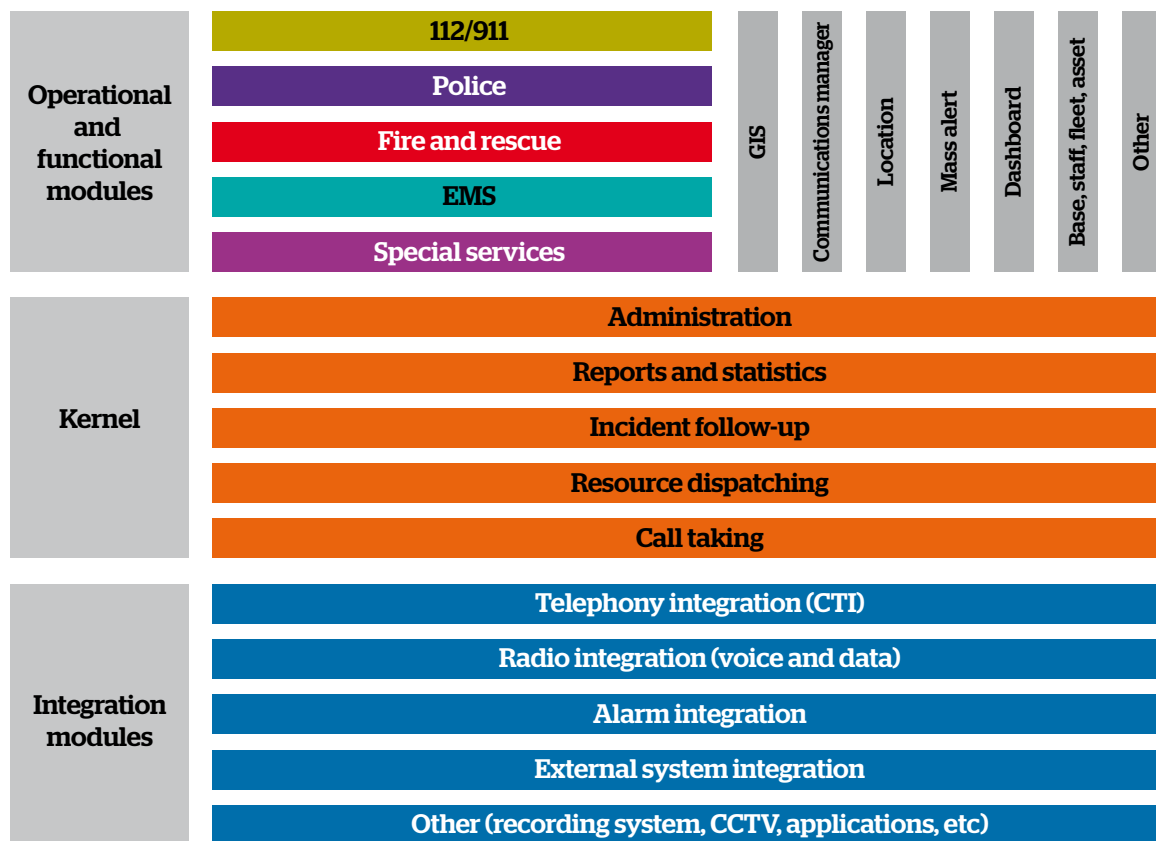 Operational
and
functional
modules
112/911
Police
Fire and rescue
EMS
Special services
GIS
Communications manager
Location
Mass alert
Dashboard
Base, staff, fleet, asset
Other
Kernel
Administration
Reports and statistics
Incident follow-up
Resource dispatching
Call taking
Integration
modules
Telephony integration (CTI)
Radio integration (voice and data)
Alarm integration
External system integration
Other (recording system, CCTV, applications, etc)